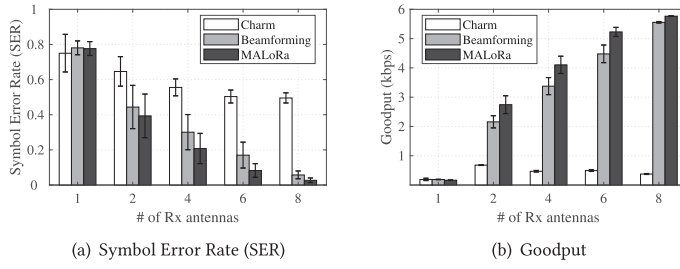 1
0.8
0.6
0.4
0.2
0
Symbol Error Rate (SER)
Charm
Beamforming
MALoRa
1 2 4 6 8
# of Rx antennas
(a) Symbol Error Rate (SER)
6
5
4
3
2
1
Goodput (kbps)
Charm
Beamforming
MALoRa
1 2 4 6 8
# of Rx antennas
(b) Goodput